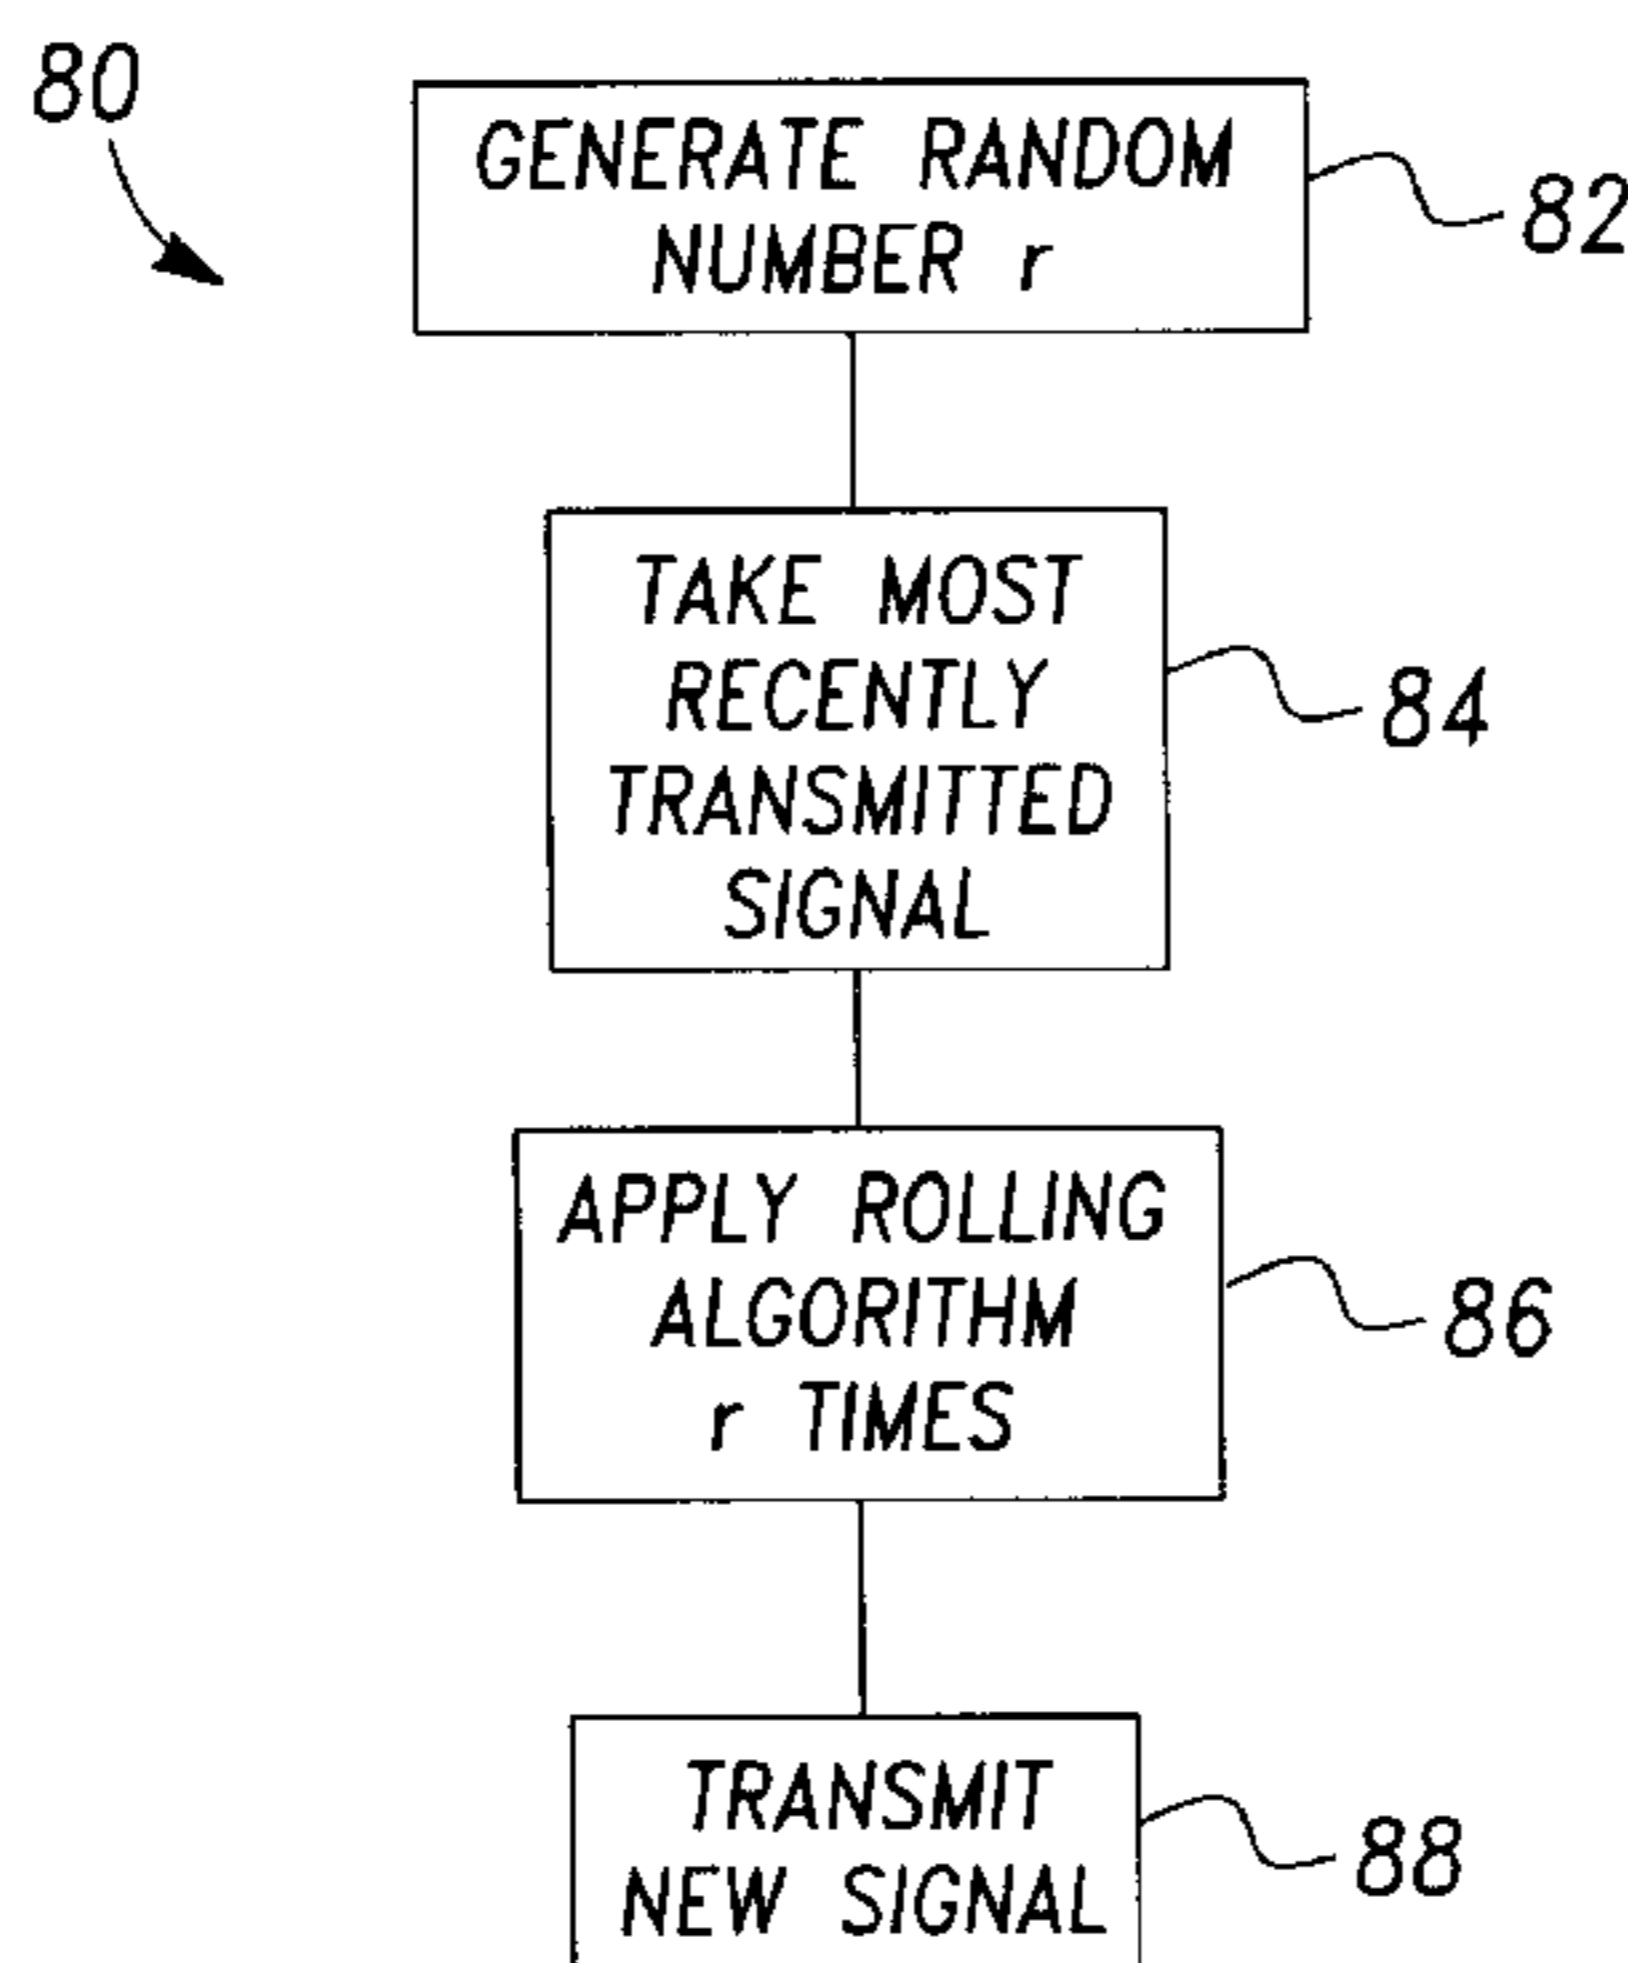 80
GENERATE RANDOM
NUMBER r
82
TAKE MOST
RECENTLY
TRANSMITTED
SIGNAL
84
APPLY ROLLING
ALGORITHM
r TIMES
86
TRANSMIT
NEW SIGNAL
88